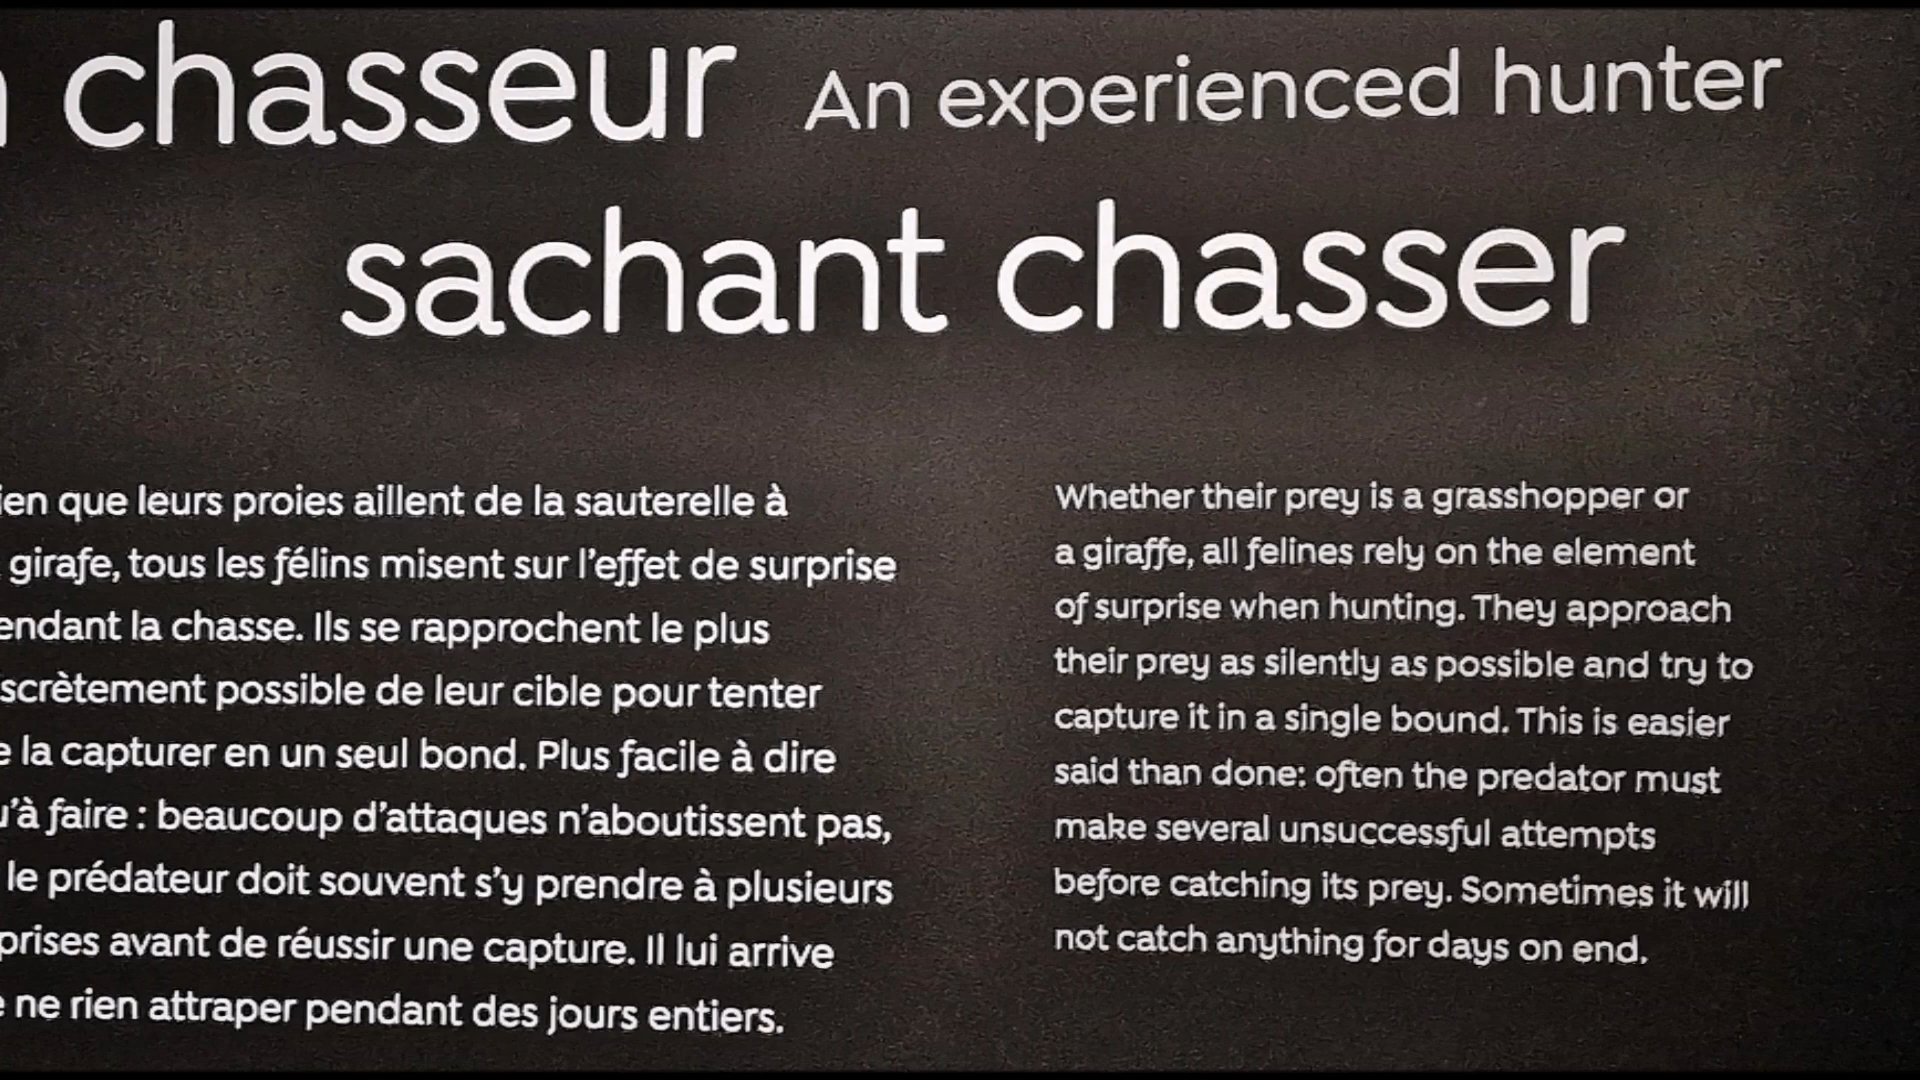 chasseur An experienced hunter
sachant chasser
que leurs proies aillent de la sauterelle à
girafe, tous les félins misent sur l'effet de surprise
la chasse. Ils se rapprochent le plus
possible de leur cible pour tenter
la capturer en un seul bond. Plus facile à dire
faire : beaucoup d'attaques n'aboutissent pas,
le prédateur doit souvent s'y prendre à plusieurs
avant de réussir une capture. Il lui arrive
ne rien attraper pendant des jours entiers.
Whether their prey is a grasshopper or
a giraffe, all felines rely on the element
of surprise when hunting. They approach
their prey as silently as possible and try to
capture it in a single bound. This is easier
said than done: often the predator must
make several unsuccessful attempts
before catching its prey. Sometimes it will
not catch anything for days on end.